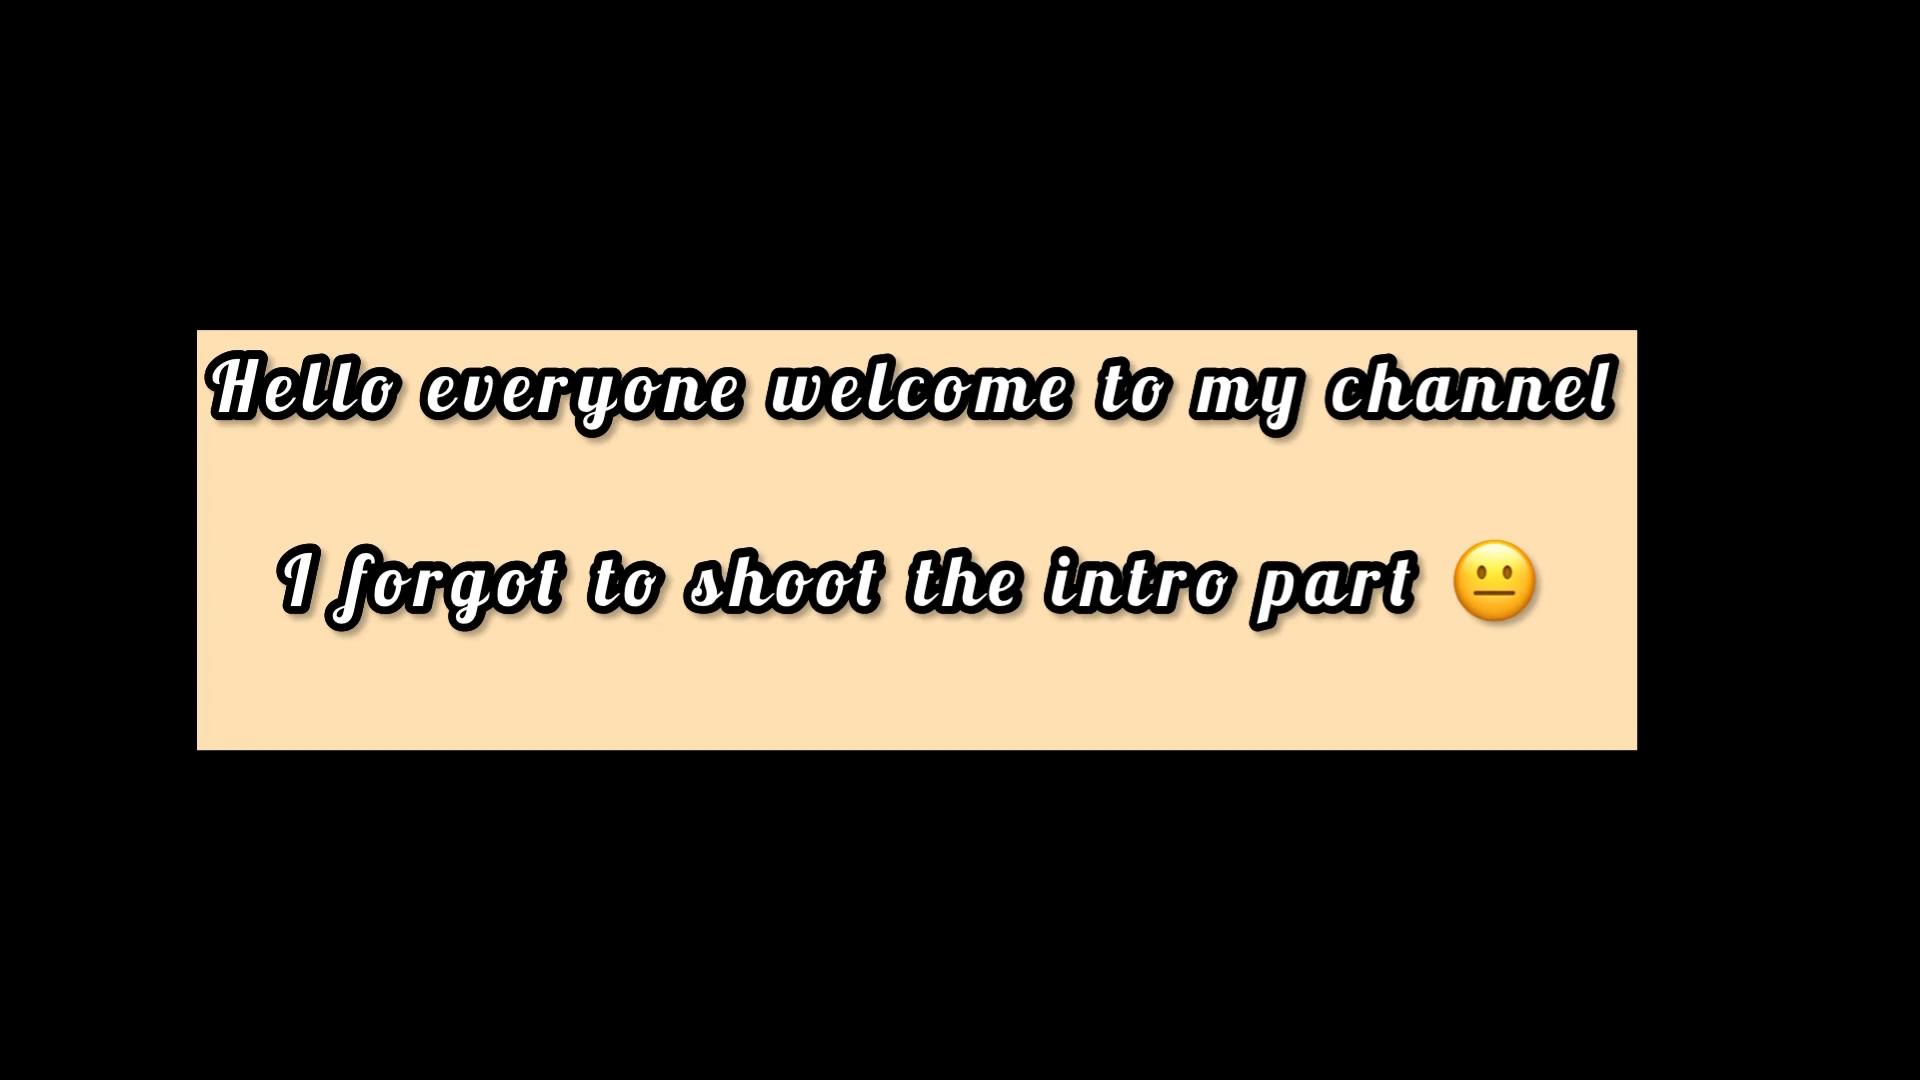 Hello everyone welcome to my channel
I forgot to shoot the intro part 😐